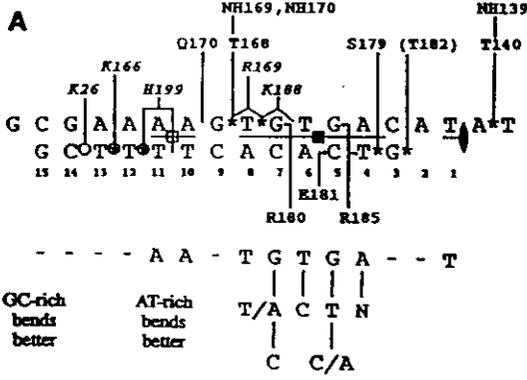 A
NH169,NH170
NH139
Q170 T168
S179 (T182)
T140
K166
R169
K26
H199
K188
G C G A A A A G * T * G T G A C A T A * T
G C T T T T C A C A C T * G *
15 14 13 12 11 10 9 8 7 6 5 4 3 2 1
E181
R180
R185
- - - - A A - T G T G A - - T
GC-rich
bends
better
AT-rich
bends
better
T/A C T N
C C/A